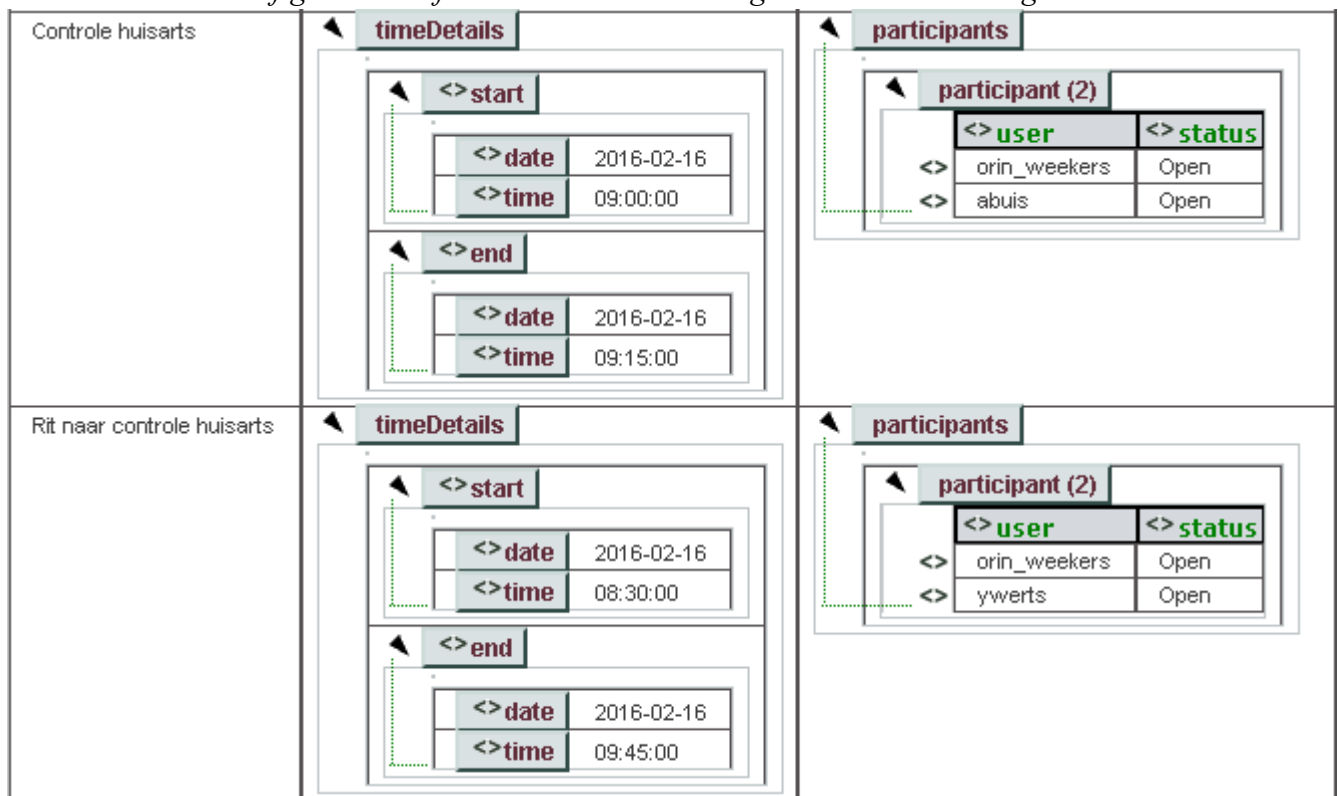 Controle huisarts
timeDetails
<>start
<>date 2016-02-16
<>time 09:00:00
<>end
<>date 2016-02-16
<>time 09:15:00
participants
participant (2)
<>user <>status
<> orin_weekers Open
<> abuis Open
Rit naar controle huisarts
timeDetails
<>start
<>date 2016-02-16
<>time 08:30:00
<>end
<>date 2016-02-16
<>time 09:45:00
participants
participant (2)
<>user <>status
<> orin_weekers Open
<> ywerts Open